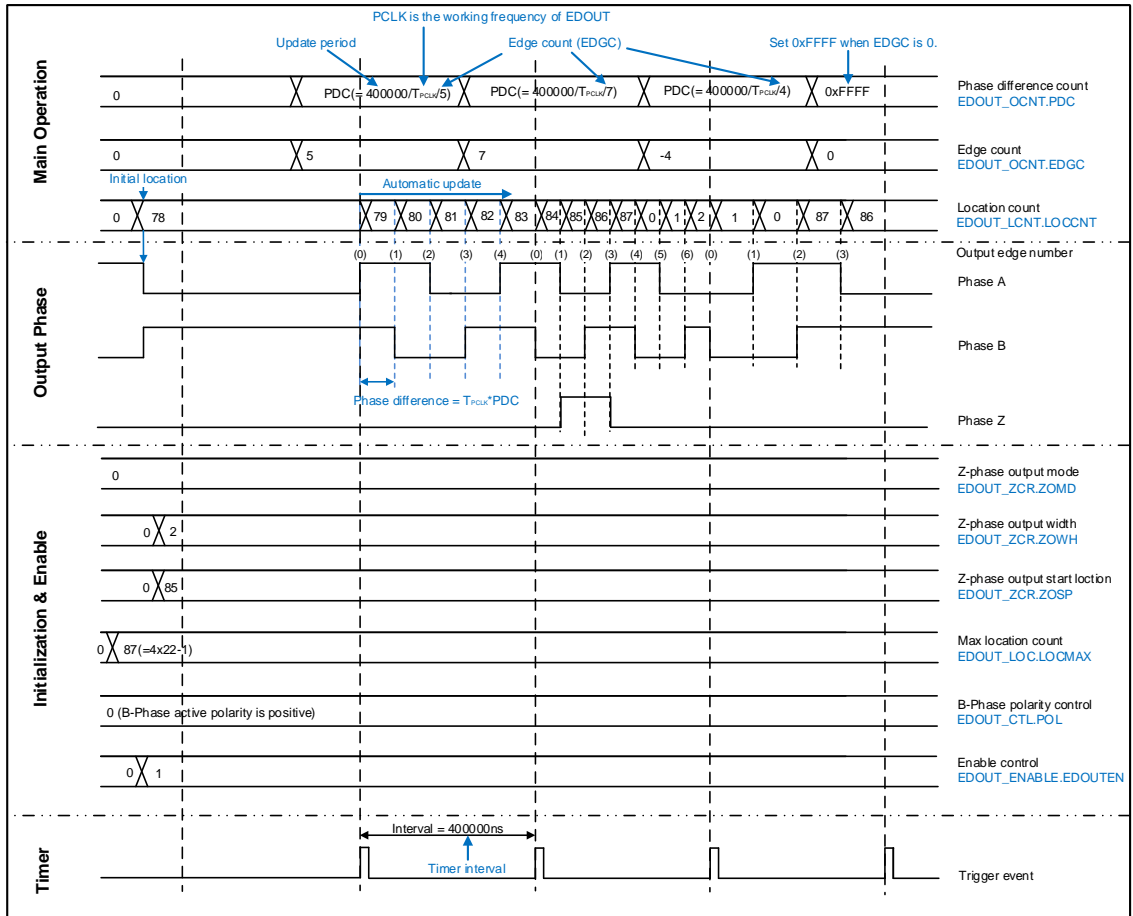 PCLK is the working frequency of EDOUT
Update period
Edge count (EDGC)
Set 0xFFFF when EDGC is 0.
Main Operation
0
PDC(= 400000/TPCLK/5)
PDC(= 400000/TPCLK/7)
PDC(= 400000/TPCLK/4)
0xFFFF
Phase difference count
EDOUT_OCNT.PDC
0
5
7
-4
0
Edge count
EDOUT_OCNT.EDGC
Initial location
Automatic update
0 78 79 80 81 82 83 84 85 86 87 0 1 2 1 0 87 86
Location count
EDOUT_LCNT.LOCCNT
Output Phase
(0) (1) (2) (3) (4) (0) (1) (2) (3) (4) (5) (6) (0) (1) (2) (3)
Output edge number
Phase A
Phase B
Phase difference = TPCLK*PDC
Phase Z
Initialization & Enable
0
Z-phase output mode
EDOUT_ZCR.ZOMD
0 2
Z-phase output width
EDOUT_ZCR.ZOWH
0 85
Z-phase output start loction
EDOUT_ZCR.ZOSP
0 87(=4x22-1)
Max location count
EDOUT_LOC.LOCMAX
0 (B-Phase active polarity is positive)
B-Phase polarity control
EDOUT_CTL.POL
0 1
Enable control
EDOUT_ENABLE.EDOUTEN
Timer
Interval = 400000ns
Timer interval
Trigger event